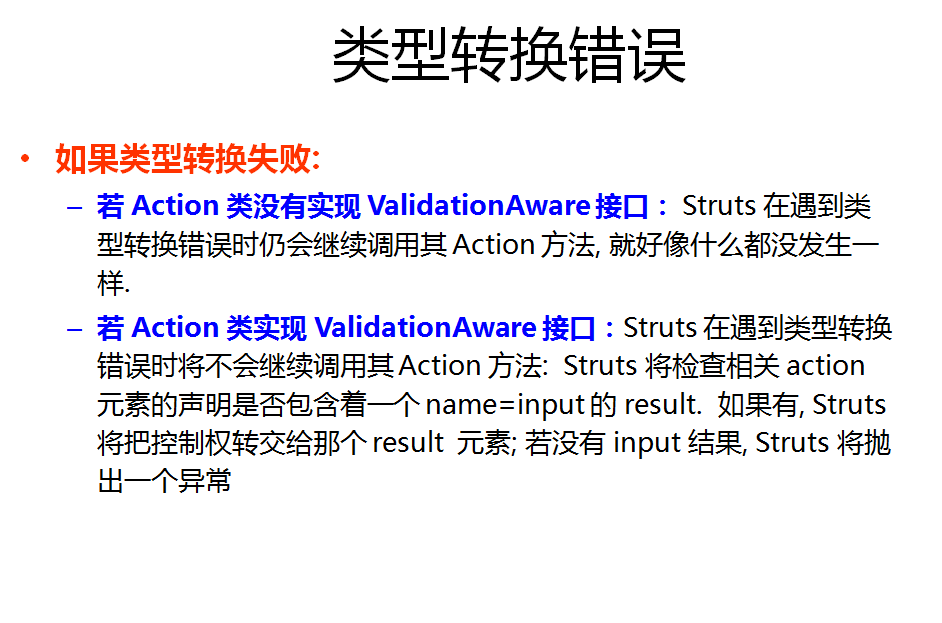 类型转换错误
• 如果类型转换失败:
– 若 Action 类没有实现 ValidationAware 接口： Struts 在遇到类
型转换错误时仍会继续调用其 Action 方法, 就好像什么都没发生一
样.
– 若 Action 类实现 ValidationAware 接口：Struts 在遇到类型转换
错误时将不会继续调用其 Action 方法: Struts 将检查相关 action
元素的声明是否包含着一个 name=input 的 result. 如果有, Struts
将把控制权转交给那个 result 元素; 若没有 input 结果, Struts 将抛
出一个异常